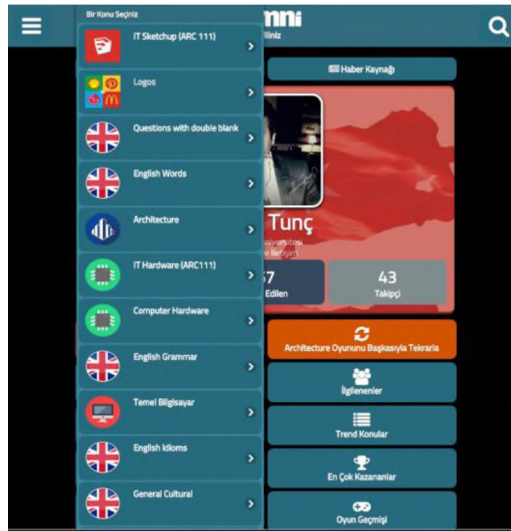 Bir Konu Seçiniz
IT Sketchup (ARC 111)
Logos
Questions with double blank
English Words
Architecture
IT Hardware (ARC111)
Computer Hardware
English Grammar
Temel Bilgisayar
English Idioms
General Cultural
mni
Haber Kaynağı
Tunç
Edilen
43
Takipçi
Architecture Oyununu Başkasıyla Tekrarla
İlgilenenler
Trend Konular
En Çok Kazananlar
Oyun Geçmişi